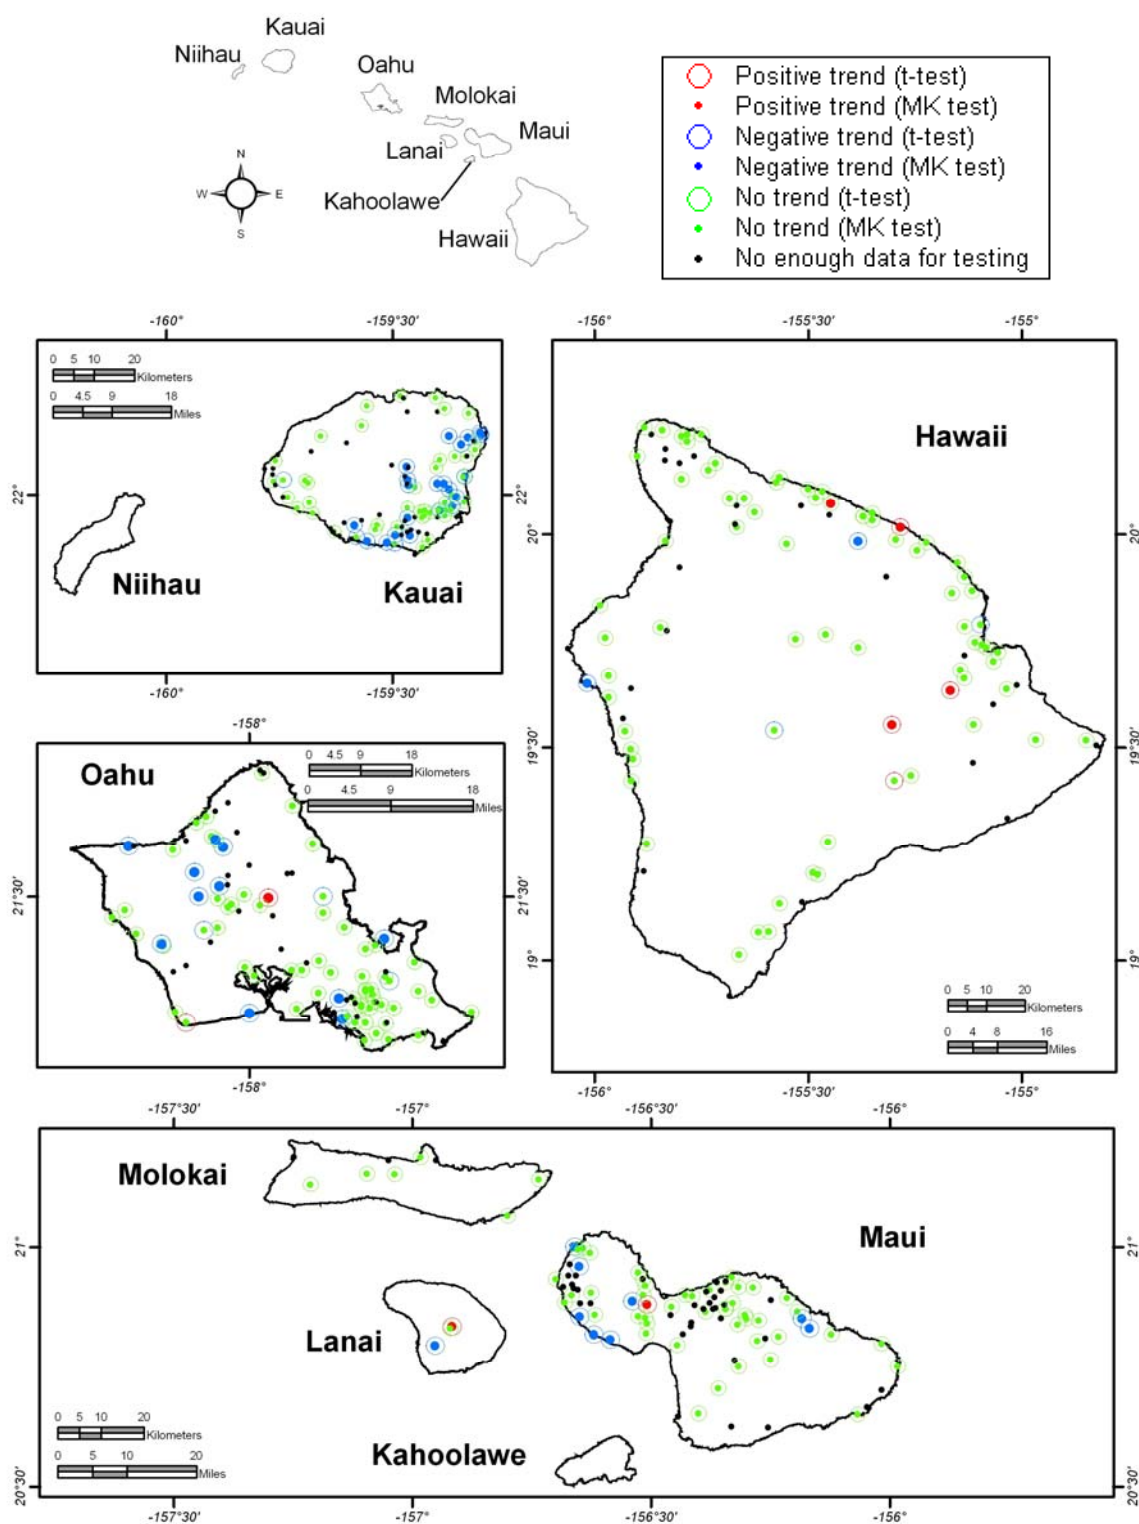 Kauai
Niihau
Oahu
Molokai
Maui
Lanai
Kahoolawe
Hawaii
N
W E
S
Positive trend (t-test)
Positive trend (MK test)
Negative trend (t-test)
Negative trend (MK test)
No trend (t-test)
No trend (MK test)
No enough data for testing
-160 -159°30'
0 5 10 20
Kilometers
0 4.5 9 18
Miles
22° 22°
Niihau
Kauai
-160 -159°30'
-156 -155°30' -155
Hawaii
20° 20°
19°30' 19°30'
19° 19°
0 5 10 20
Kilometers
0 4 8 16
Miles
-156 -155°30' -155
-158
Oahu
0 4.5 9 18
Kilometers
0 4.5 9 18
Miles
21°30' 21°30'
-158
-157°30' -157 -156°30' -156
Molokai
Maui
21° 21°
Lanai
0 5 10 20
Kilometers
0 5 10 20
Miles
Kahoolawe
20°30' 20°30'
-157°30' -157 -156°30' -156